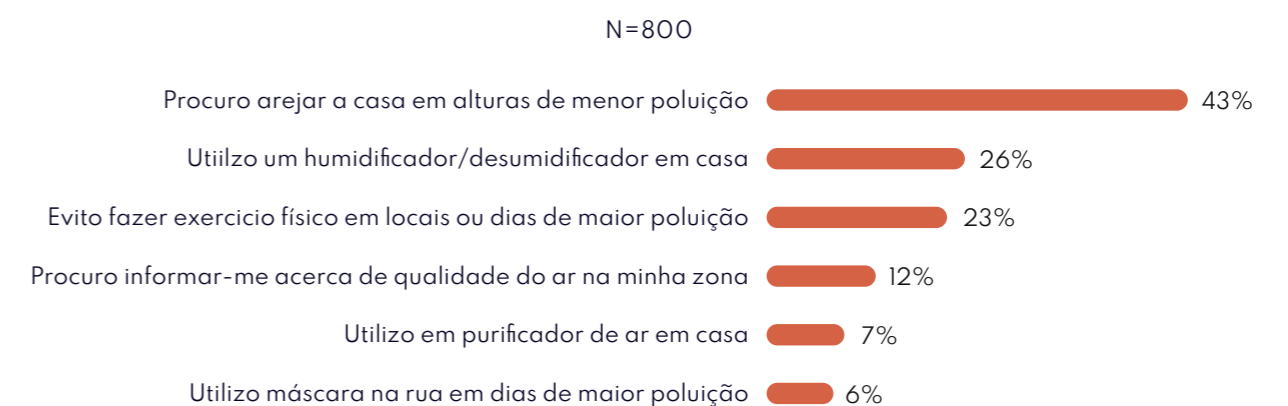 N=800
Procuro arejar a casa em alturas de menor poluição 43%
Utiilzo um humidificador/desumidificador em casa 26%
Evito fazer exercicio físico em locais ou dias de maior poluição 23%
Procuro informar-me acerca de qualidade do ar na minha zona 12%
Utilizo em purificador de ar em casa 7%
Utilizo máscara na rua em dias de maior poluição 6%